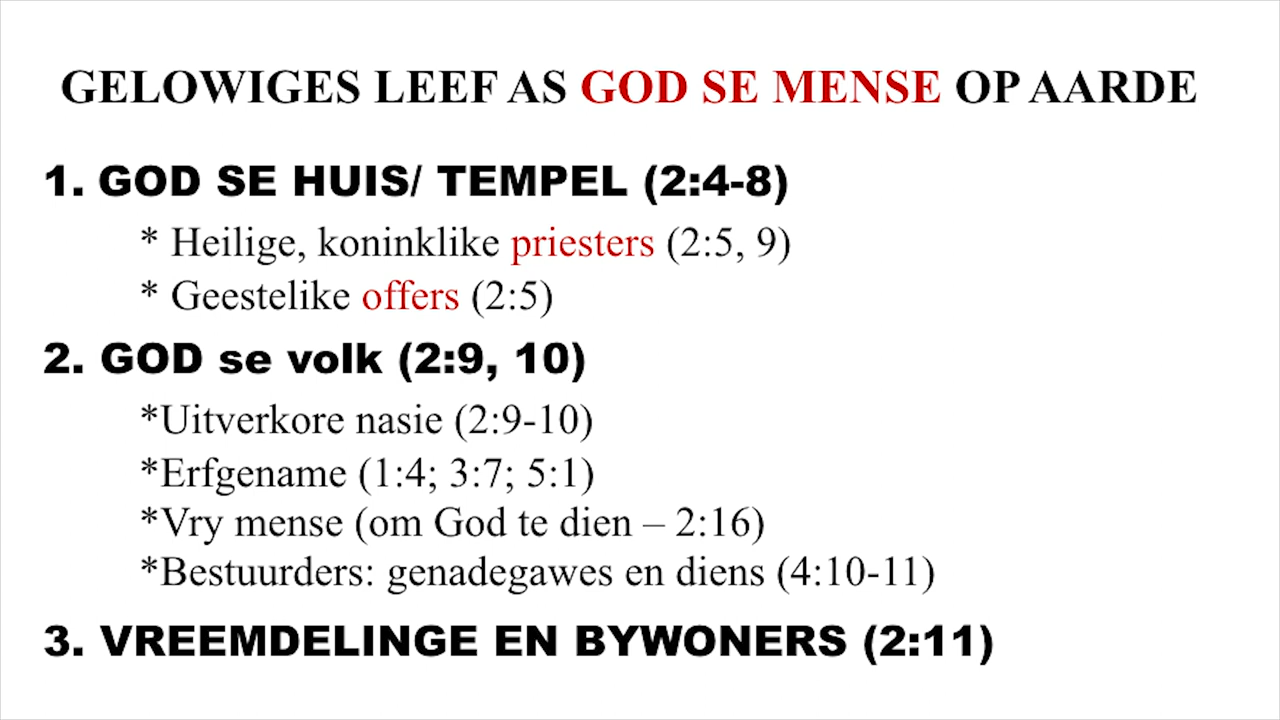 GELOWIGES LEEF AS GOD SE MENSE OP AARDE
1. GOD SE HUIS/ TEMPEL (2:4-8)
* Heilige, koninklike priesters (2:5, 9)
* Geestelike offers (2:5)
2. GOD se volk (2:9, 10)
*Uitverkore nasie (2:9-10)
*Erfgename (1:4; 3:7; 5:1)
*Vry mense (om God te dien – 2:16)
*Bestuurders: genadegawes en diens (4:10-11)
3. VREEMDELINGE EN BYWONERS (2:11)